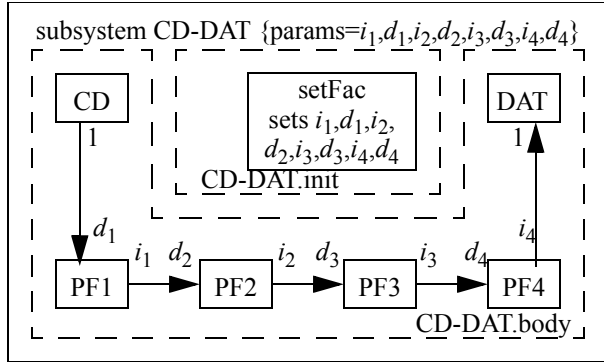 subsystem CD-DAT {params=i₁,d₁,i₂,d₂,i₃,d₃,i₄,d₄}
CD
1
setFac
sets i₁,d₁,i₂,
d₂,i₃,d₃,i₄,d₄
CD-DAT.init
DAT
1
d₁
i₁
d₂
i₂
d₃
i₃
d₄
i₄
PF1
PF2
PF3
PF4
CD-DAT.body